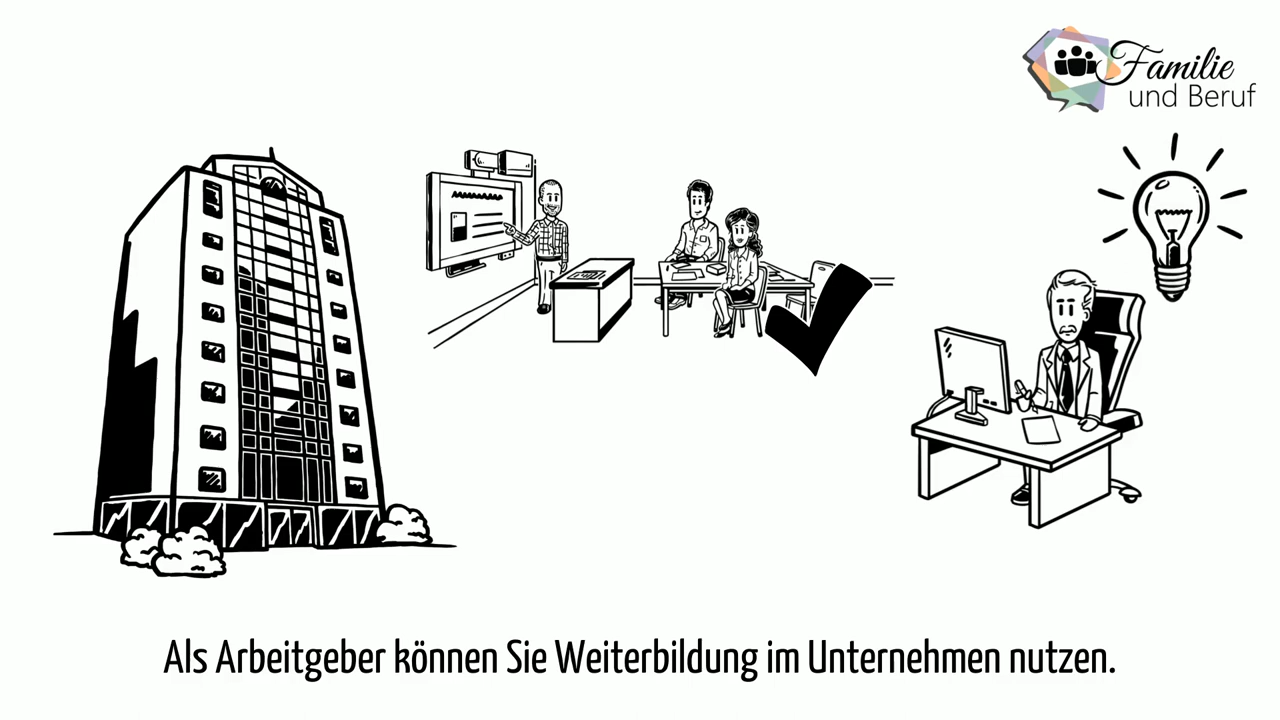 Familie
und Beruf
Als Arbeitgeber können Sie Weiterbildung im Unternehmen nutzen.